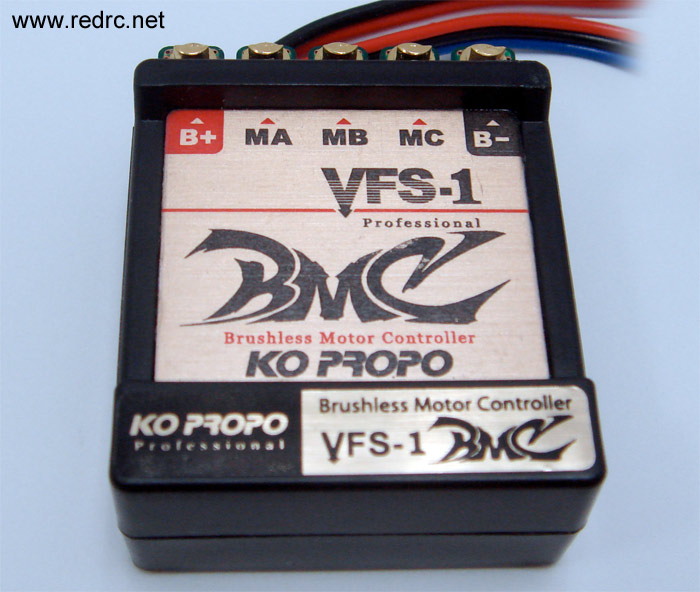 www.redrc.net
B+ MA MB MC B-
VFS-1
Professional
BMC
Brushless Motor Controller
KO PROPO
KO PROPO
Professional
Brushless Motor Controller
VFS-1 BMC